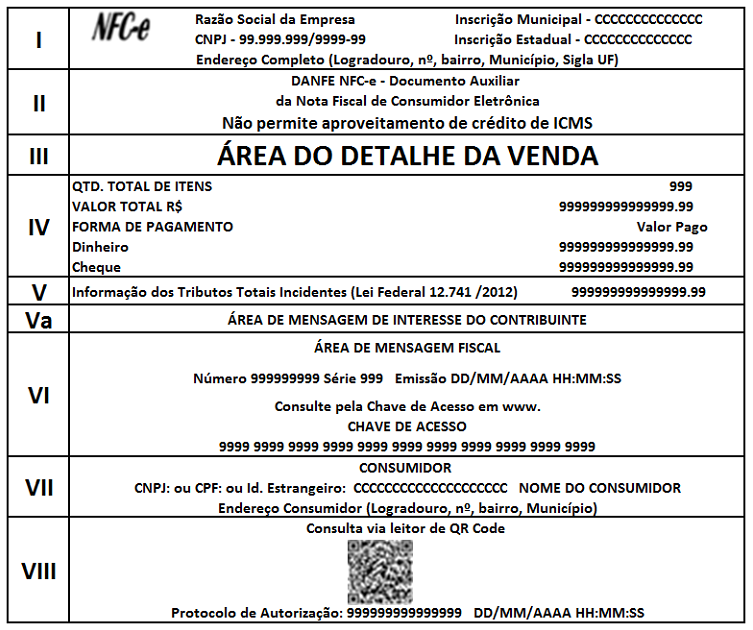 I
NFC-e
Razão Social da Empresa Inscrição Municipal - CCCCCCCCCCCCCC
CNPJ - 99.999.999/9999-99 Inscrição Estadual - CCCCCCCCCCCCCC
Endereço Completo (Logradouro, nº, bairro, Município, Sigla UF)
II
DANFE NFC-e - Documento Auxiliar
da Nota Fiscal de Consumidor Eletrônica
Não permite aproveitamento de crédito de ICMS
III
ÁREA DO DETALHE DA VENDA
IV
QTD. TOTAL DE ITENS 999
VALOR TOTAL R$ 999999999999999.99
FORMA DE PAGAMENTO Valor Pago
Dinheiro 999999999999999.99
Cheque 999999999999999.99
V
Informação dos Tributos Totais Incidentes (Lei Federal 12.741 /2012) 999999999999999.99
Va
ÁREA DE MENSAGEM DE INTERESSE DO CONTRIBUINTE
VI
ÁREA DE MENSAGEM FISCAL
Número 999999999 Série 999 Emissão DD/MM/AAAA HH:MM:SS
Consulte pela Chave de Acesso em www.
CHAVE DE ACESSO
9999 9999 9999 9999 9999 9999 9999 9999 9999 9999 9999
VII
CONSUMIDOR
CNPJ: ou CPF: ou Id. Estrangeiro: CCCCCCCCCCCCCCCCCCCC NOME DO CONSUMIDOR
Endereço Consumidor (Logradouro, nº, bairro, Município)
VIII
Consulta via leitor de QR Code
Protocolo de Autorização: 999999999999999 DD/MM/AAAA HH:MM:SS